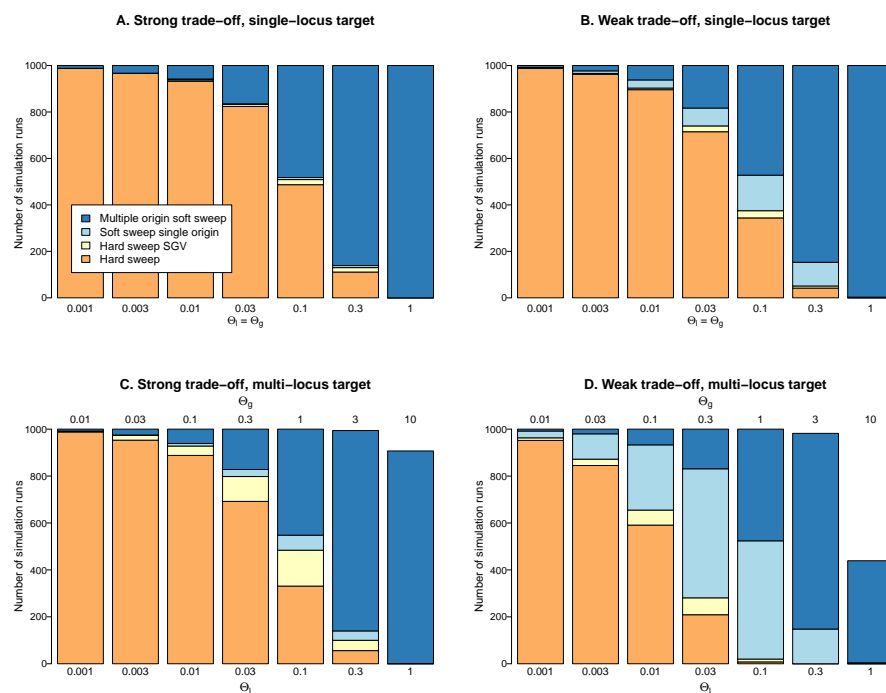 A. Strong trade−off, single−locus target
Number of simulation runs
1000
800
600
400
200
0
Multiple origin soft sweep
Soft sweep single origin
Hard sweep SGV
Hard sweep
0.001 0.003 0.01 0.03 0.1 0.3 1
Θl = Θg
B. Weak trade−off, single−locus target
Number of simulation runs
1000
800
600
400
200
0
0.001 0.003 0.01 0.03 0.1 0.3 1
Θl = Θg
C. Strong trade−off, multi−locus target
Θg
0.01 0.03 0.1 0.3 1 3 10
Number of simulation runs
1000
800
600
400
200
0
0.001 0.003 0.01 0.03 0.1 0.3 1
Θl
D. Weak trade−off, multi−locus target
Θg
0.01 0.03 0.1 0.3 1 3 10
Number of simulation runs
1000
800
600
400
200
0
0.001 0.003 0.01 0.03 0.1 0.3 1
Θl